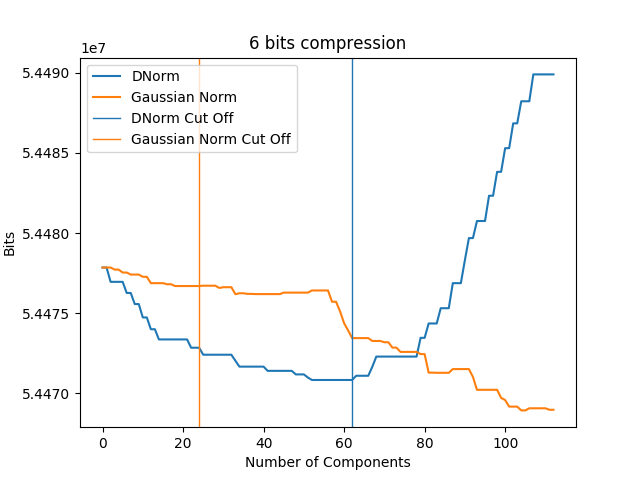 6 bits compression
1e7
DNorm
Gaussian Norm
DNorm Cut Off
Gaussian Norm Cut Off
5.4490
5.4485
5.4480
5.4475
5.4470
Bits
0 20 40 60 80 100
Number of Components